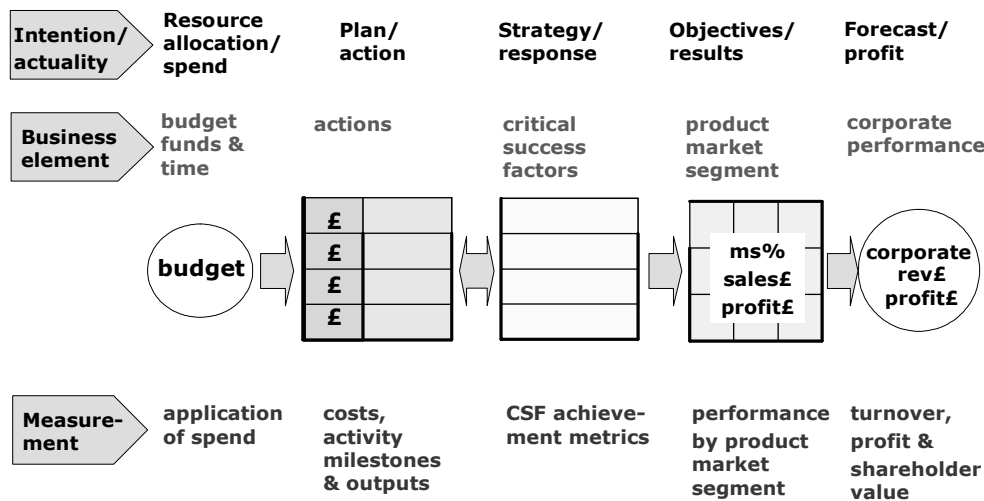 Intention/
actuality
Resource
allocation/
spend
Plan/
action
Strategy/
response
Objectives/
results
Forecast/
profit
Business
element
budget
funds &
time
actions
critical
success
factors
product
market
segment
corporate
performance
budget
£
£
£
£
ms%
sales£
profit£
corporate
rev£
profit£
Measure-
ment
application
of spend
costs,
activity
milestones
& outputs
CSF achieve-
ment metrics
performance
by product
market
segment
turnover,
profit &
shareholder
value